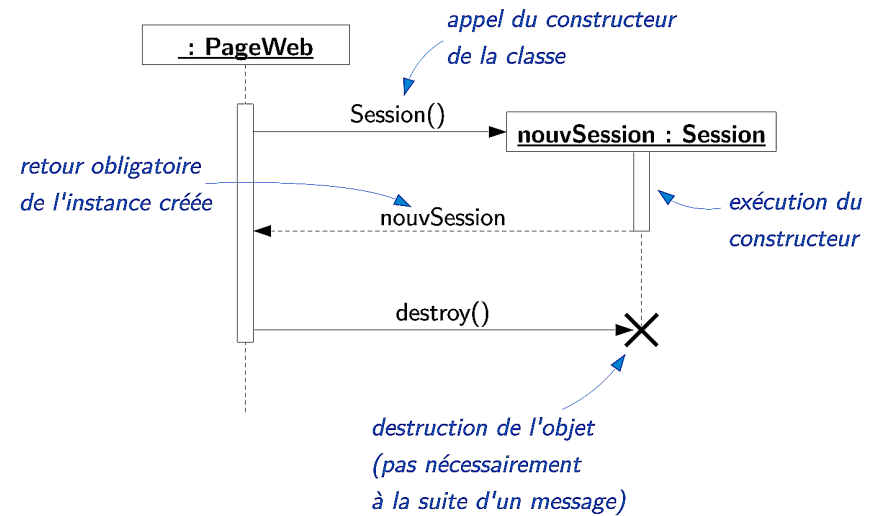 appel du constructeur
de la classe
: PageWeb
Session()
nouvSession : Session
retour obligatoire
de l'instance créée
nouvSession
exécution du
constructeur
destroy()
destruction de l'objet
(pas nécessairement
à la suite d'un message)